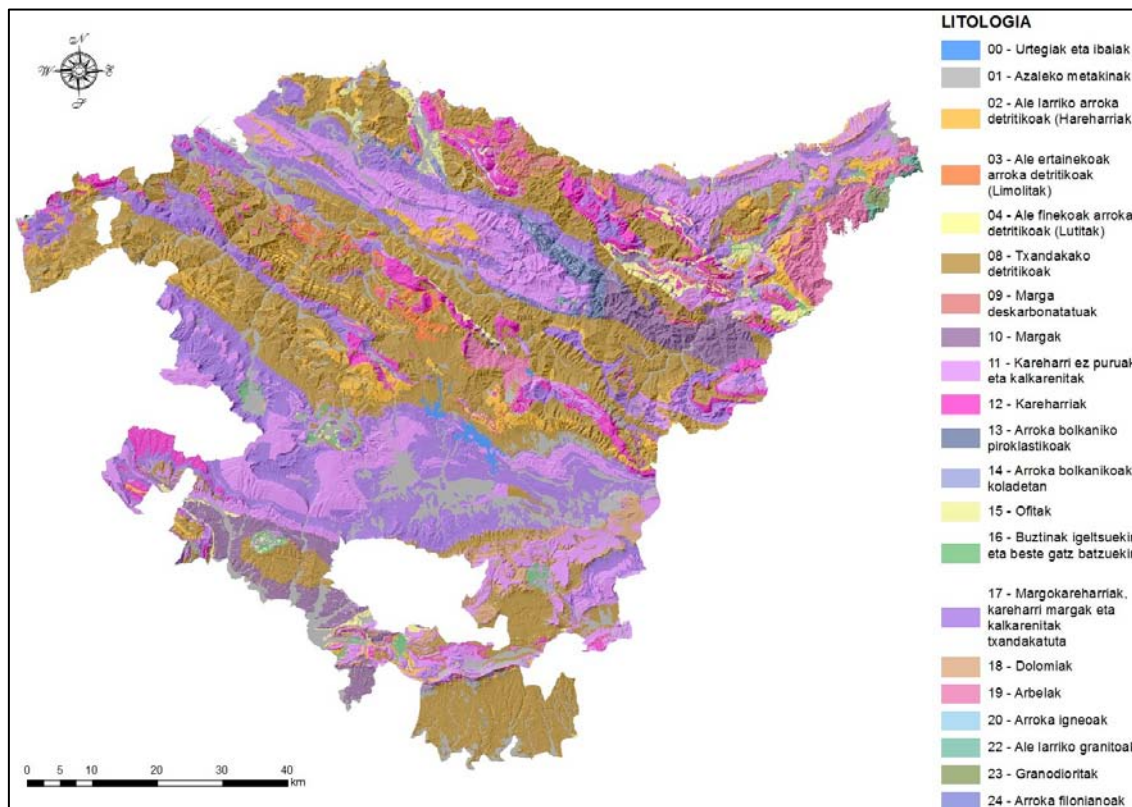 LITOLOGIA
00 - Urtegiak eta ibaiak
01 - Azaleko metakinak
02 - Ale larriko arroka
detritikoak (Hareharriak
03 - Ale ertainekoak
arroka detritikoak
(Limolitak)
04 - Ale finekoak arroka
detritikoak (Lutitak)
08 - Txandakako
detritikoak
09 - Marga
deskarbonatatuak
10 - Margak
11 - Kareharri ez puruak
eta kalkarenitak
12 - Kareharriak
13 - Arroka bolkaniko
piroklastikoak
14 - Arroka bolkanikoak
koladetan
15 - Ofitak
16 - Buztinak igeltsuekin
eta beste gatz batzuekin
17 - Margokareharriak,
kareharri margak eta
kalkarenitak
txandakatuta
18 - Dolomiak
19 - Arbelak
20 - Arroka igneoak
22 - Ale larriko granitoak
23 - Granodioritak
24 - Arroka filonianoak
N
W
E
S
0 5 10 20 30 40
km